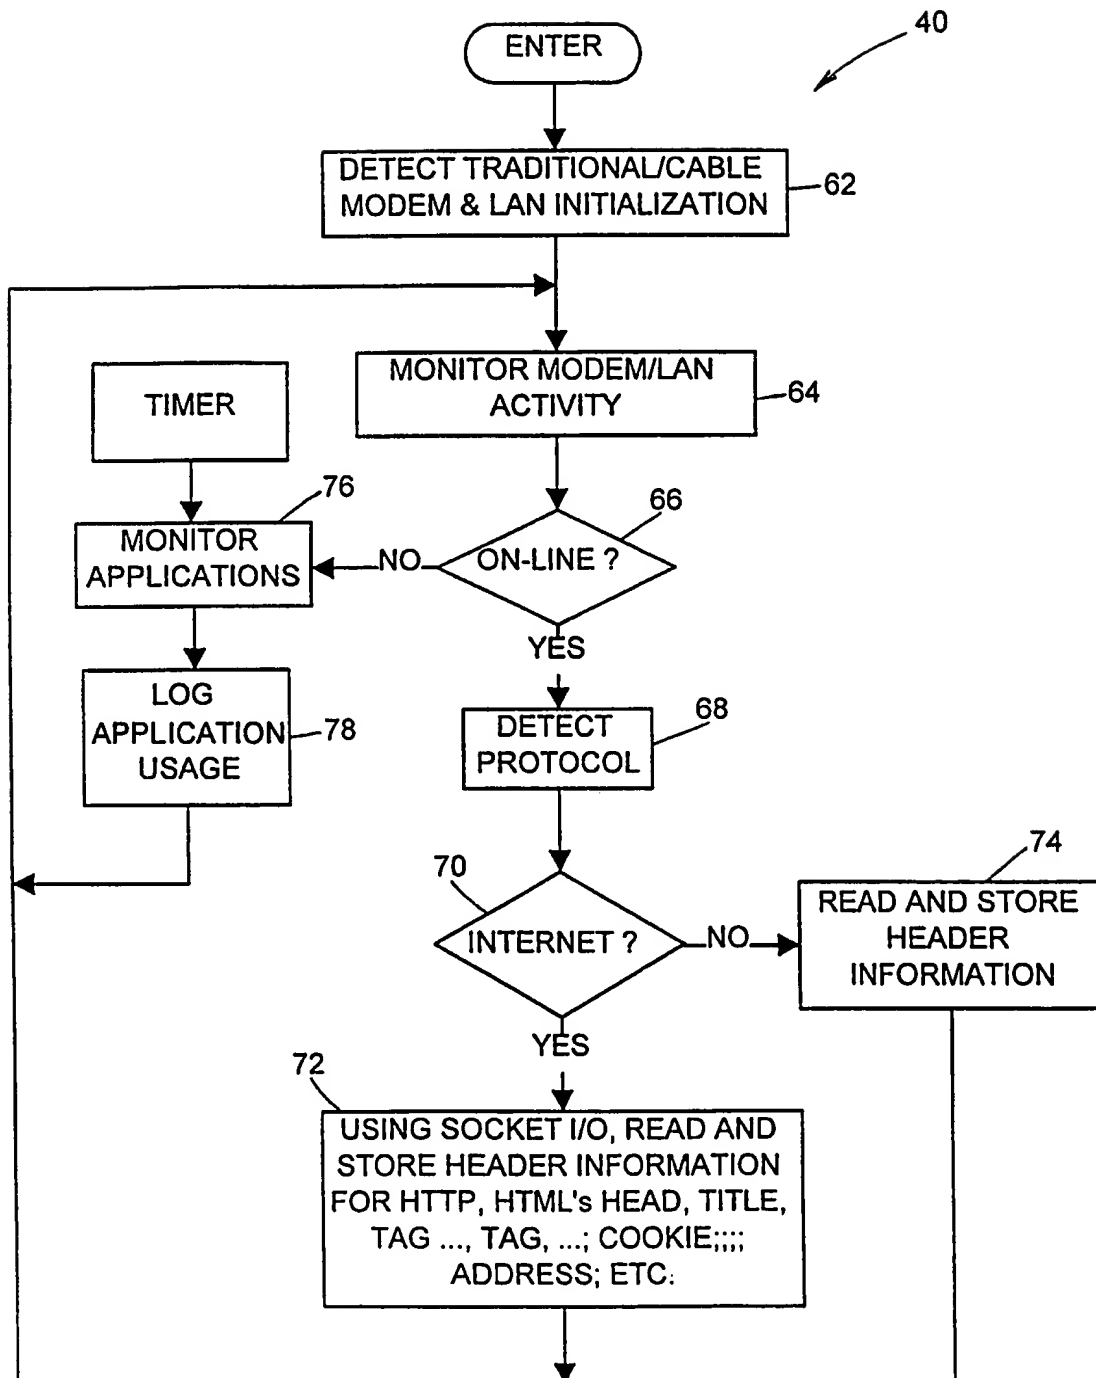 40
ENTER
DETECT TRADITIONAL/CABLE
MODEM & LAN INITIALIZATION
62
MONITOR MODEM/LAN
ACTIVITY
64
TIMER
76
MONITOR
APPLICATIONS
NO
ON-LINE ?
66
YES
LOG
APPLICATION
USAGE
78
DETECT
PROTOCOL
68
70
INTERNET ?
NO
74
READ AND STORE
HEADER
INFORMATION
YES
72
USING SOCKET I/O, READ AND
STORE HEADER INFORMATION
FOR HTTP, HTML's HEAD, TITLE,
TAG ..., TAG, ...; COOKIE;;;;
ADDRESS; ETC.